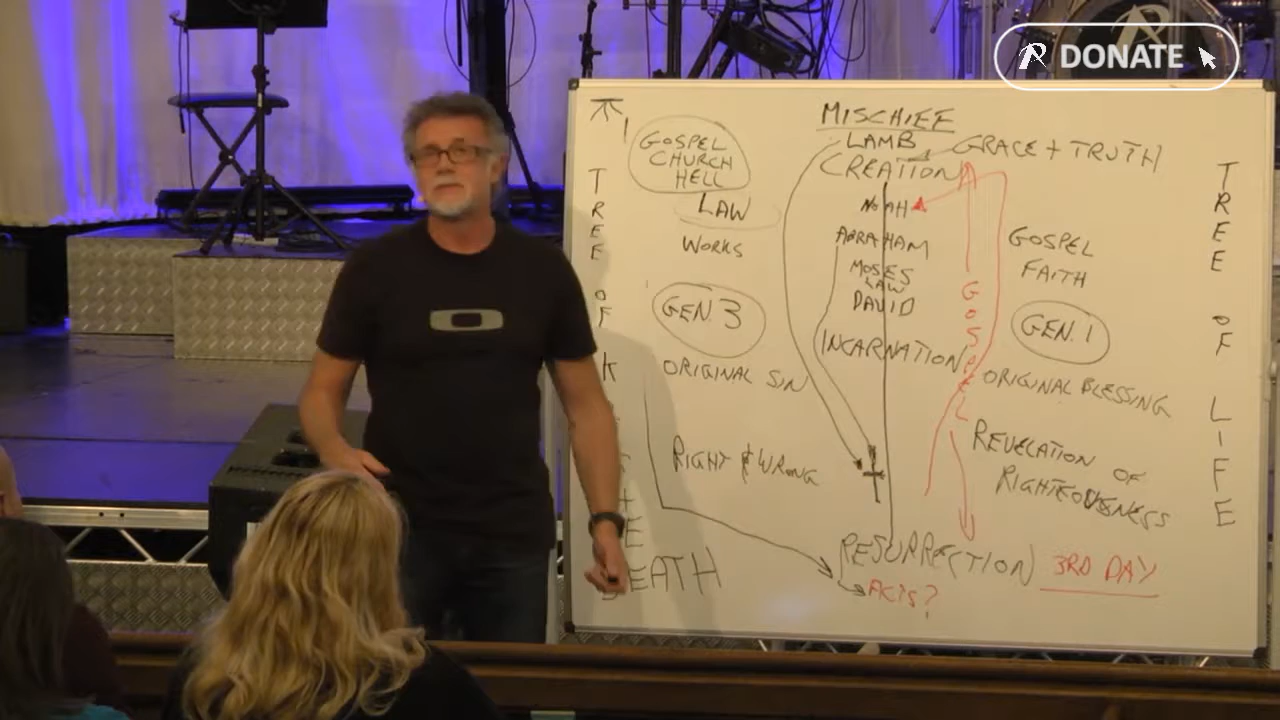 DONATE
MISCHIEF
LAMB
CREATION
GRACE + TRUTH
GOSPEL
CHURCH
HELL
LAW
WORKS
GEN. 3
ORIGINAL SIN
RIGHT & WRONG
NOAH
ABRAHAM
MOSES
LAW
DAVID
INCARNATION
RESURRECTION
3RD DAY
ACTS?
GOSPEL
GOSPEL
FAITH
GEN. 1
ORIGINAL BLESSING
REVELATION OF
RIGHTEOUSNESS
TREE OF LIFE
TREE OF K
EATH